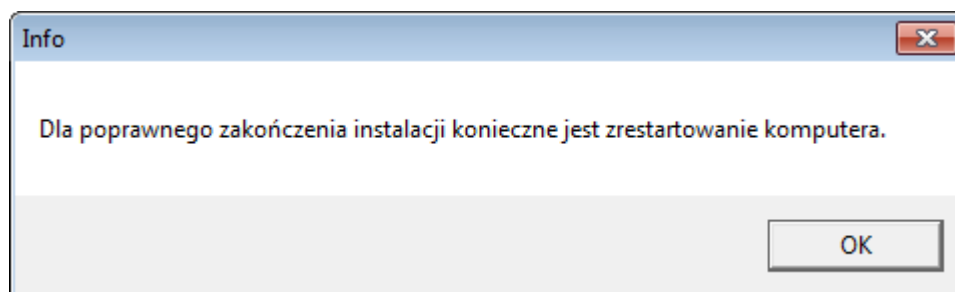 Info
Dla poprawnego zakończenia instalacji konieczne jest zrestartowanie komputera.
OK